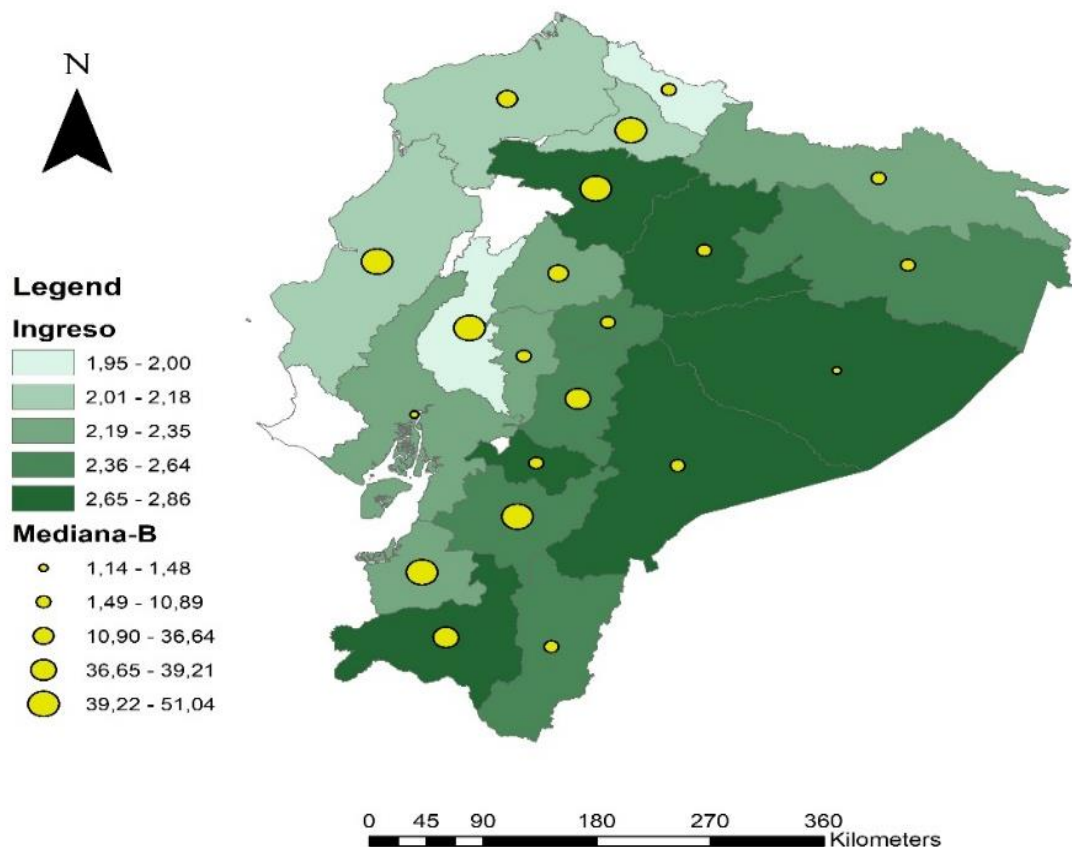 N
Legend
Ingreso
1,95 - 2,00
2,01 - 2,18
2,19 - 2,35
2,36 - 2,64
2,65 - 2,86
Mediana-B
1,14 - 1,48
1,49 - 10,89
10,90 - 36,64
36,65 - 39,21
39,22 - 51,04
0 45 90 180 270 360
Kilometers